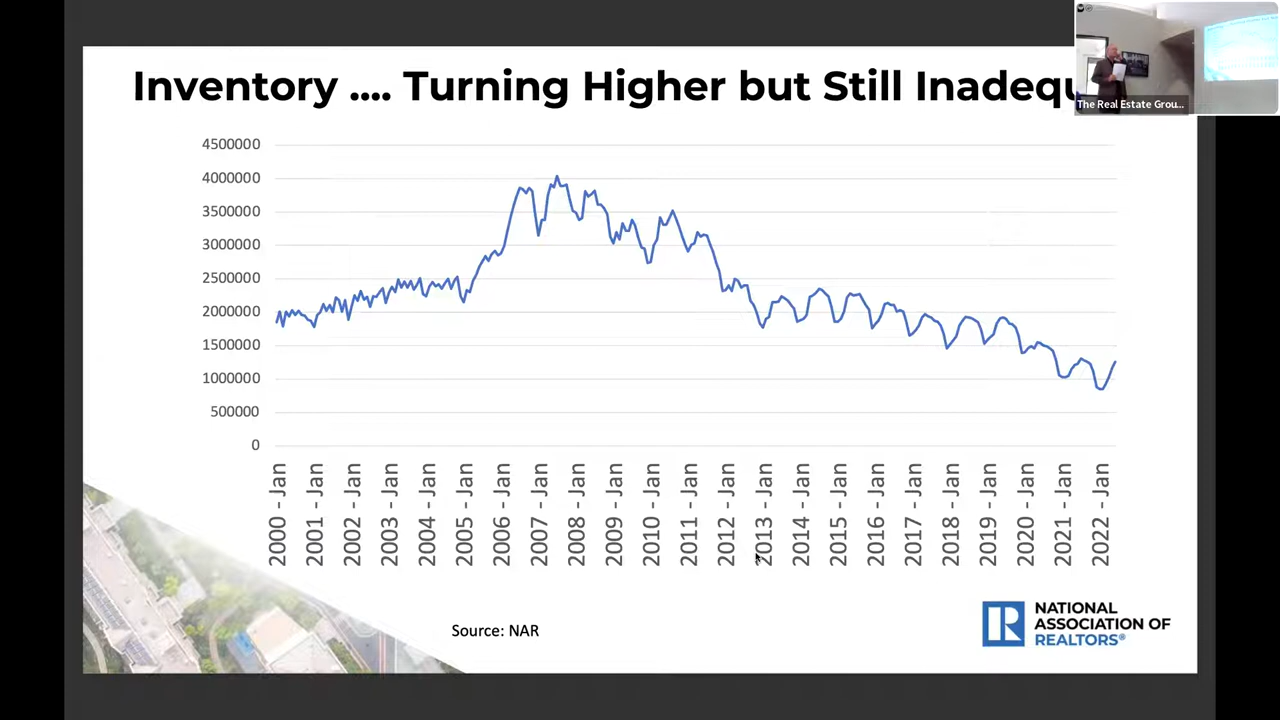 Inventory .... Turning Higher but Still Inadequ
The Real Estate Grou...
4500000
4000000
3500000
3000000
2500000
2000000
1500000
1000000
500000
0
2000 - Jan
2001 - Jan
2002 - Jan
2003 - Jan
2004 - Jan
2005 - Jan
2006 - Jan
2007 - Jan
2008 - Jan
2009 - Jan
2010 - Jan
2011 - Jan
2012 - Jan
2013 - Jan
2014 - Jan
2015 - Jan
2016 - Jan
2017 - Jan
2018 - Jan
2019 - Jan
2020 - Jan
2021 - Jan
2022 - Jan
Source: NAR
R
NATIONAL
ASSOCIATION OF
REALTORS®